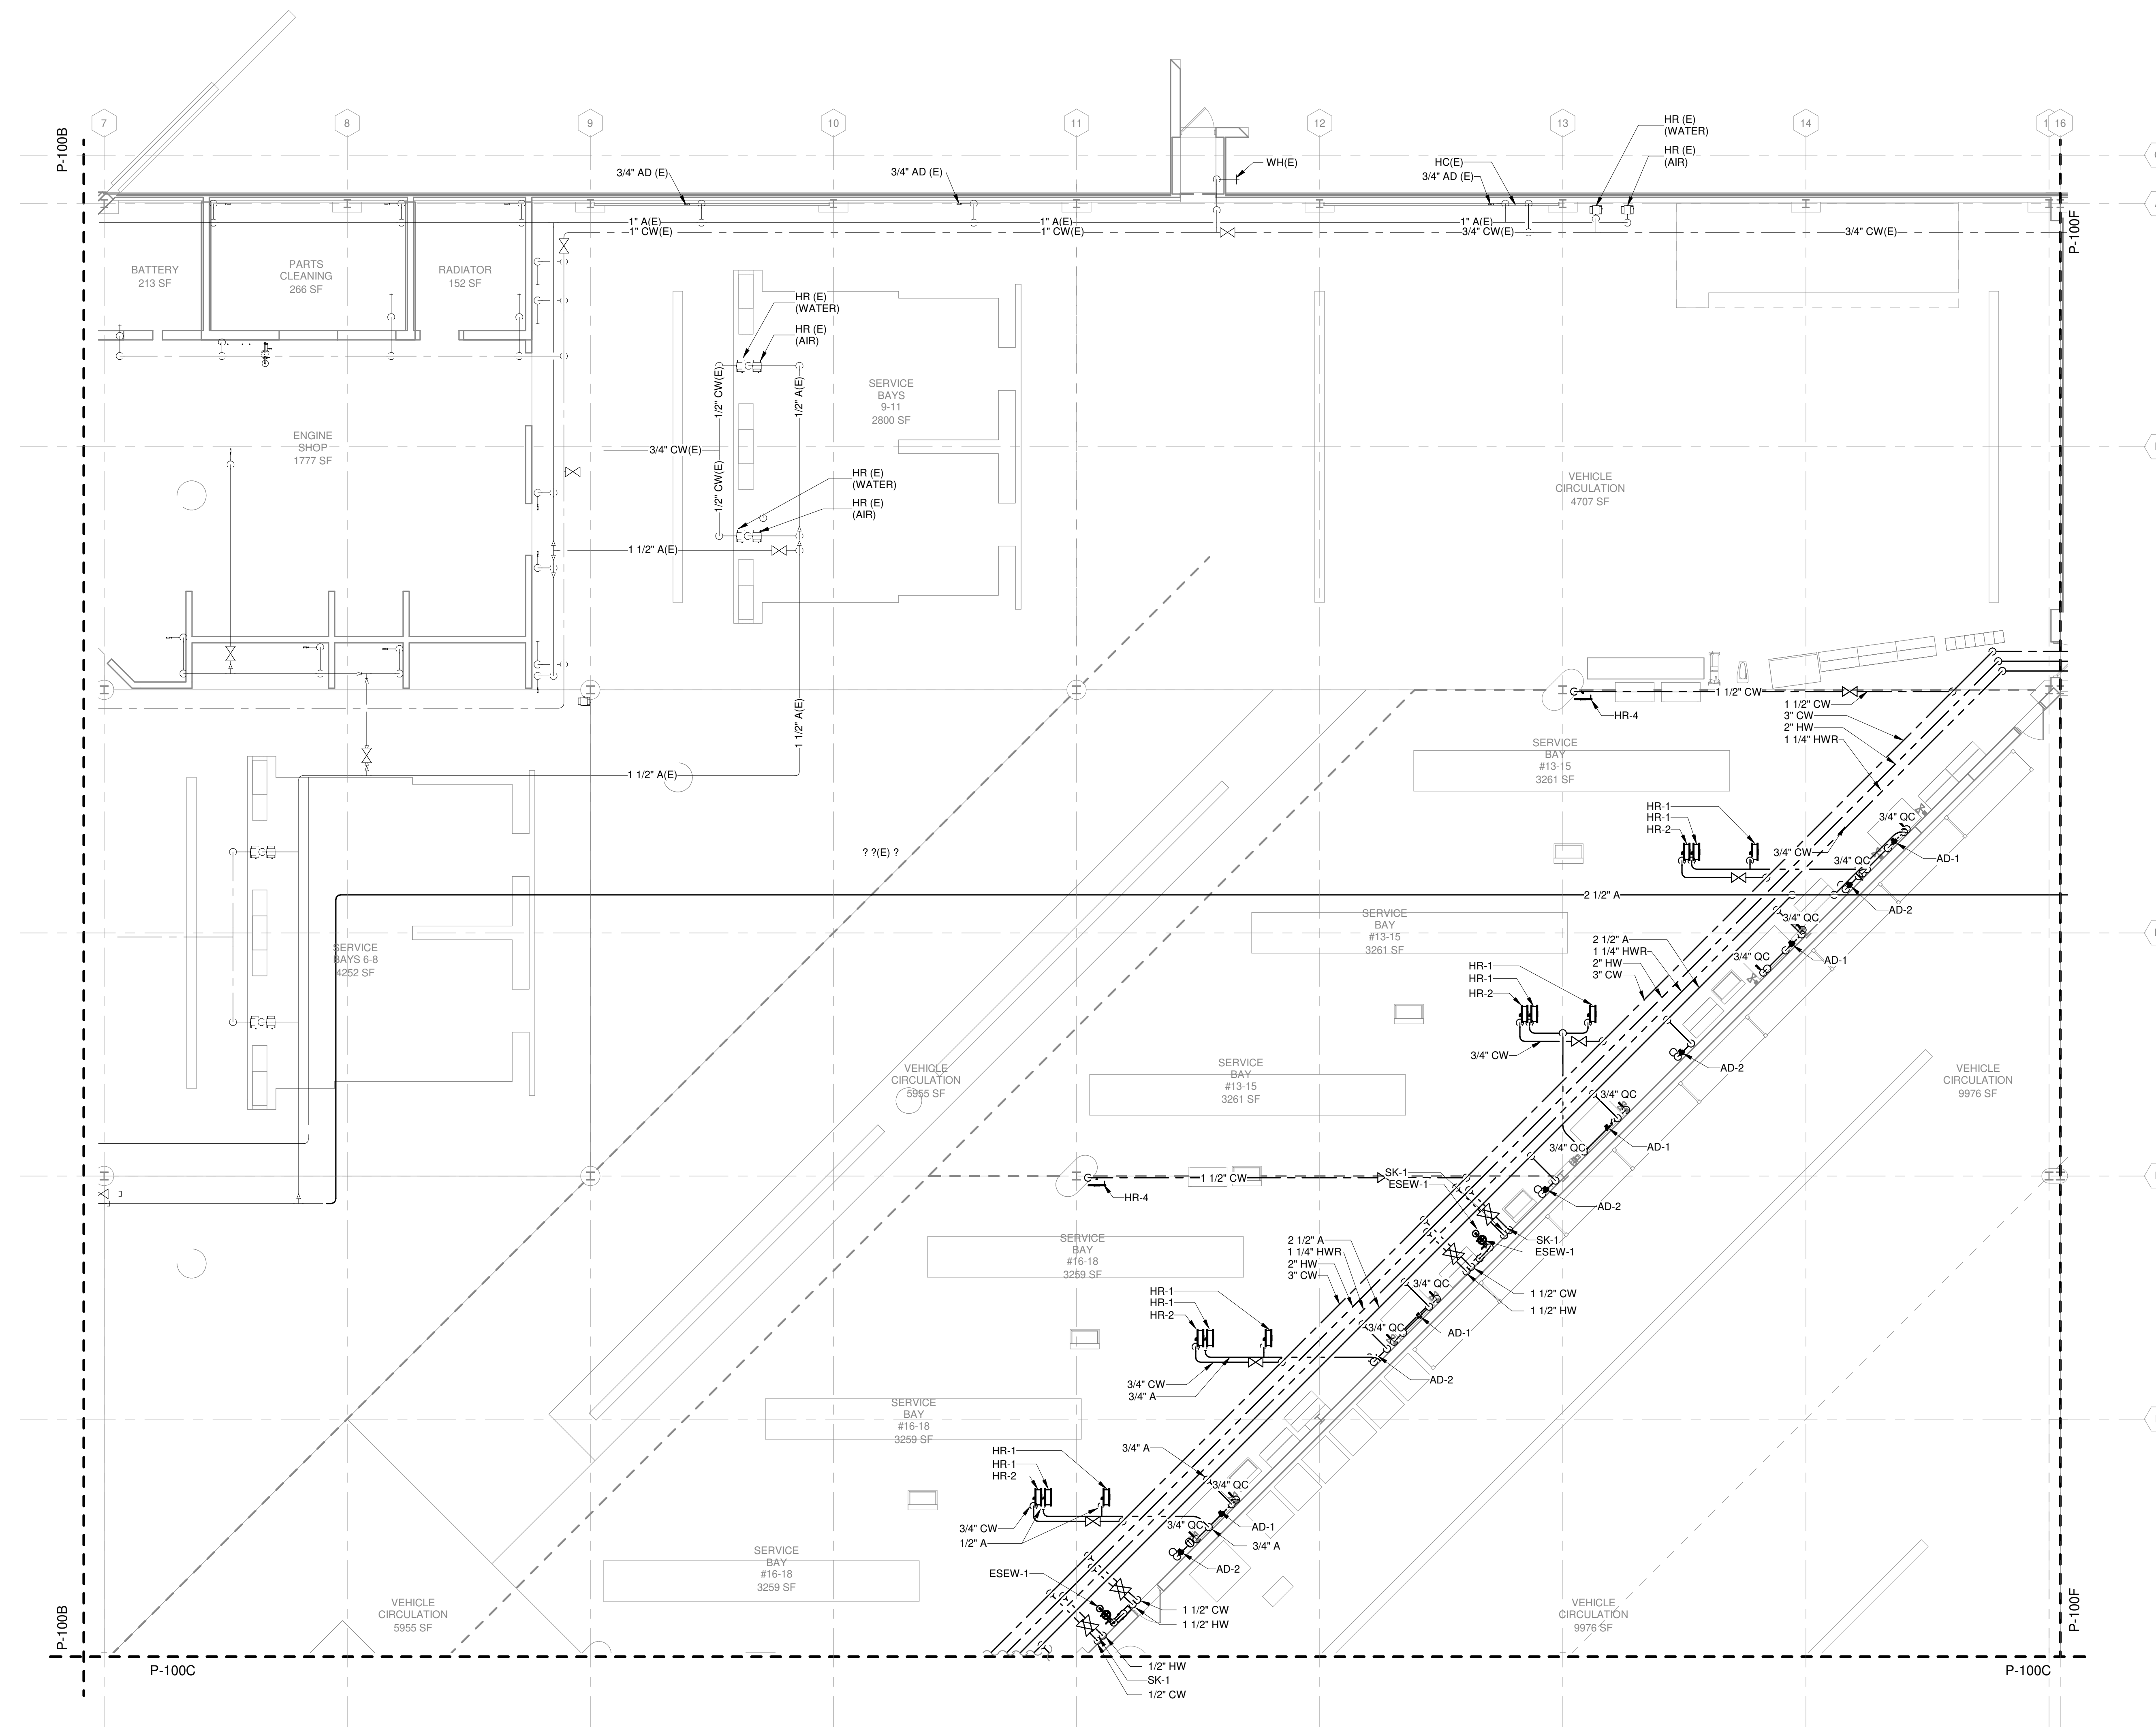 P-100B
7
8
9
10
11
12
13
14
16
HR (E)
(WATER)
HR (E)
(AIR)
WH(E)
HC(E)
3/4" AD (E)
3/4" AD (E)
3/4" AD (E)
P-100F
1" A(E)
1" CW(E)
1" A(E)
1" CW(E)
1" A(E)
3/4" CW(E)
3/4" CW(E)
BATTERY
213 SF
PARTS
CLEANING
266 SF
RADIATOR
152 SF
HR (E)
(WATER)
HR (E)
(AIR)
1/2" CW(E)
1/2" A(E)
SERVICE
BAYS
9-11
2800 SF
ENGINE
SHOP
1777 SF
3/4" CW(E)
1/2" CW(E)
HR (E)
(WATER)
HR (E)
(AIR)
VEHICLE
CIRCULATION
4707 SF
1 1/2" A(E)
1 1/2" A(E)
1 1/2" A(E)
1 1/2" CW
HR-4
1 1/2" CW
3" CW
2" HW
1 1/4" HWR
SERVICE
BAY
#13-15
3261 SF
HR-1
HR-1
HR-2
3/4" CW
3/4" QC
3/4" QC
AD-1
AD-2
? ?(E) ?
2 1/2" A
SERVICE
BAY
#13-15
3261 SF
3/4" QC
3/4" QC
AD-1
2 1/2" A
1 1/4" HWR
2" HW
3" CW
HR-1
HR-1
HR-2
3/4" CW
AD-2
SERVICE
BAYS 6-8
4252 SF
VEHICLE
CIRCULATION
5955 SF
SERVICE
BAY
#13-15
3261 SF
VEHICLE
CIRCULATION
9976 SF
3/4" QC
3/4" QC
AD-1
1 1/2" CW
HR-4
SK-1
ESEW-1
AD-2
SK-1
ESEW-1
SERVICE
BAY
#16-18
3259 SF
2 1/2" A
1 1/4" HWR
2" HW
3" CW
3/4" QC
1 1/2" CW
1 1/2" HW
HR-1
HR-1
HR-2
3/4" QC
AD-1
AD-2
3/4" CW
3/4" A
SERVICE
BAY
#16-18
3259 SF
HR-1
HR-1
HR-2
3/4" A
3/4" QC
3/4" QC
AD-1
3/4" A
AD-2
3/4" CW
1/2" A
SERVICE
BAY
#16-18
3259 SF
ESEW-1
1 1/2" CW
1 1/2" HW
VEHICLE
CIRCULATION
5955 SF
VEHICLE
CIRCULATION
9976 SF
P-100B
P-100F
P-100C
P-100C
1/2" HW
SK-1
1/2" CW